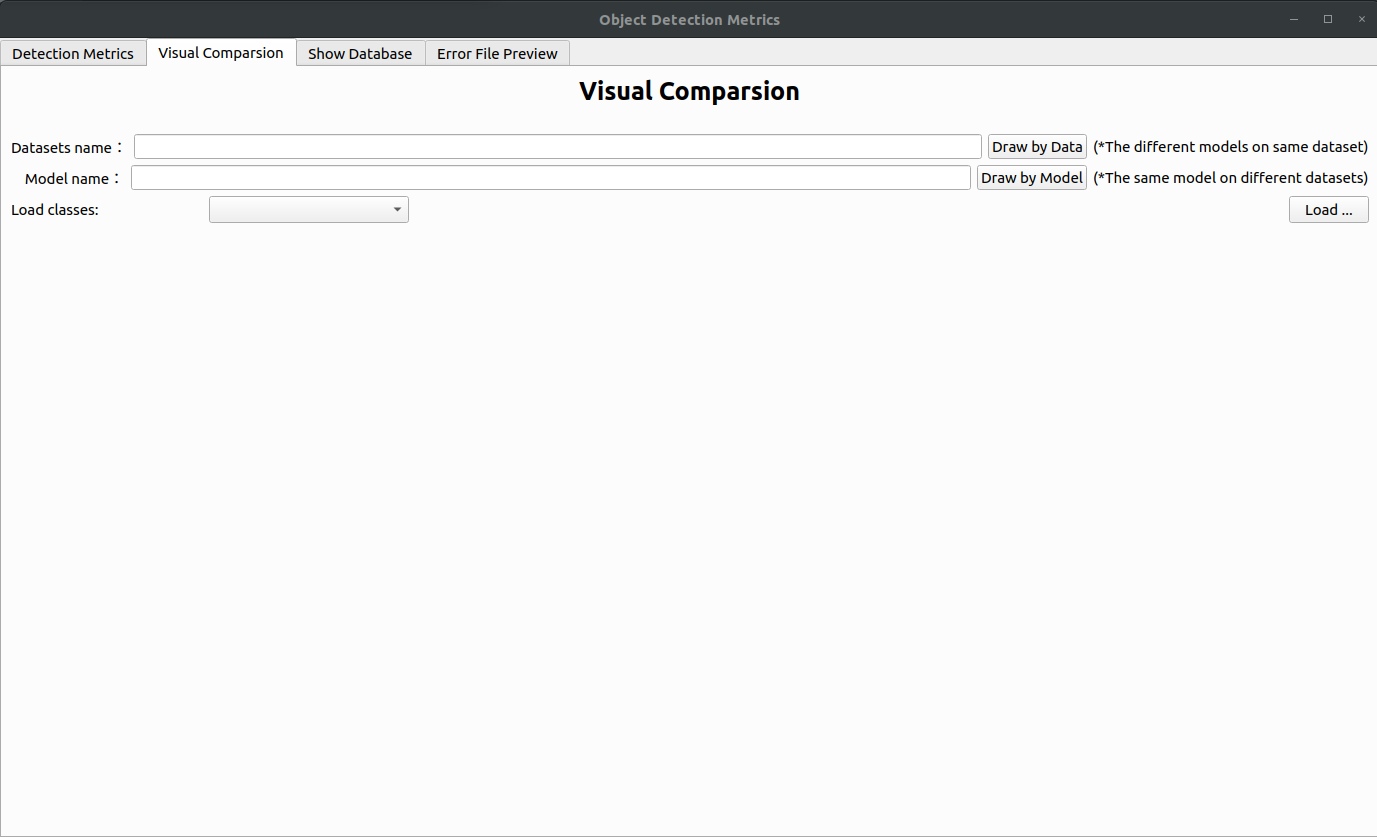 Object Detection Metrics
Detection Metrics Visual Comparsion Show Database Error File Preview
Visual Comparsion
Datasets name： Draw by Data (*The different models on same dataset)
Model name： Draw by Model (*The same model on different datasets)
Load classes: Load ...